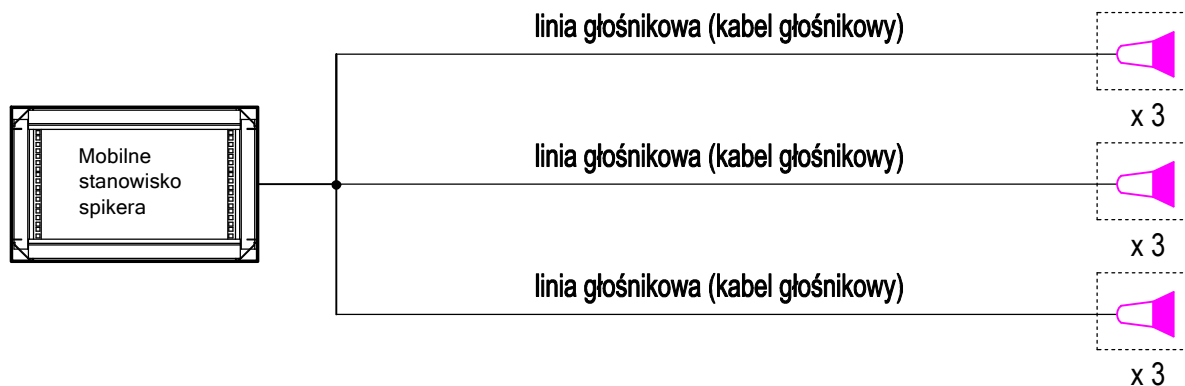 linia głośnikowa (kabel głośnikowy)
x 3
Mobilne
stanowisko
spikera
linia głośnikowa (kabel głośnikowy)
x 3
linia głośnikowa (kabel głośnikowy)
x 3